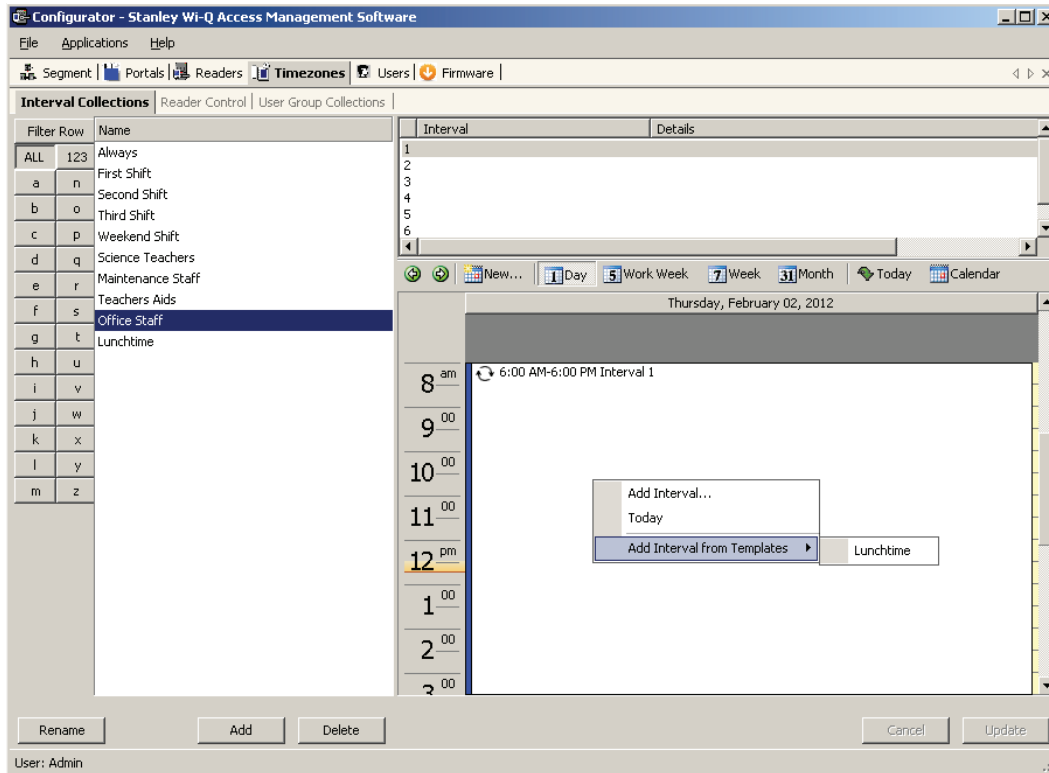 Configurator - Stanley Wi-Q Access Management Software
File Applications Help
Segment Portals Readers Timezones Users Firmware
Interval Collections Reader Control User Group Collections
Filter Row
ALL 123
a n
b o
c p
d q
e r
f s
g t
h u
i v
j w
k x
l y
m z
Name
Always
First Shift
Second Shift
Third Shift
Weekend Shift
Science Teachers
Maintenance Staff
Teachers Aids
Office Staff
Lunchtime
Interval Details
1
2
3
4
5
6
New... 1 Day 5 Work Week 7 Week 31 Month Today Calendar
Thursday, February 02, 2012
8 am
9 00
10 00
11 00
12 pm
1 00
2 00
3 00
6:00 AM-6:00 PM Interval 1
Add Interval...
Today
Add Interval from Templates
Lunchtime
Rename Add Delete Cancel Update
User: Admin